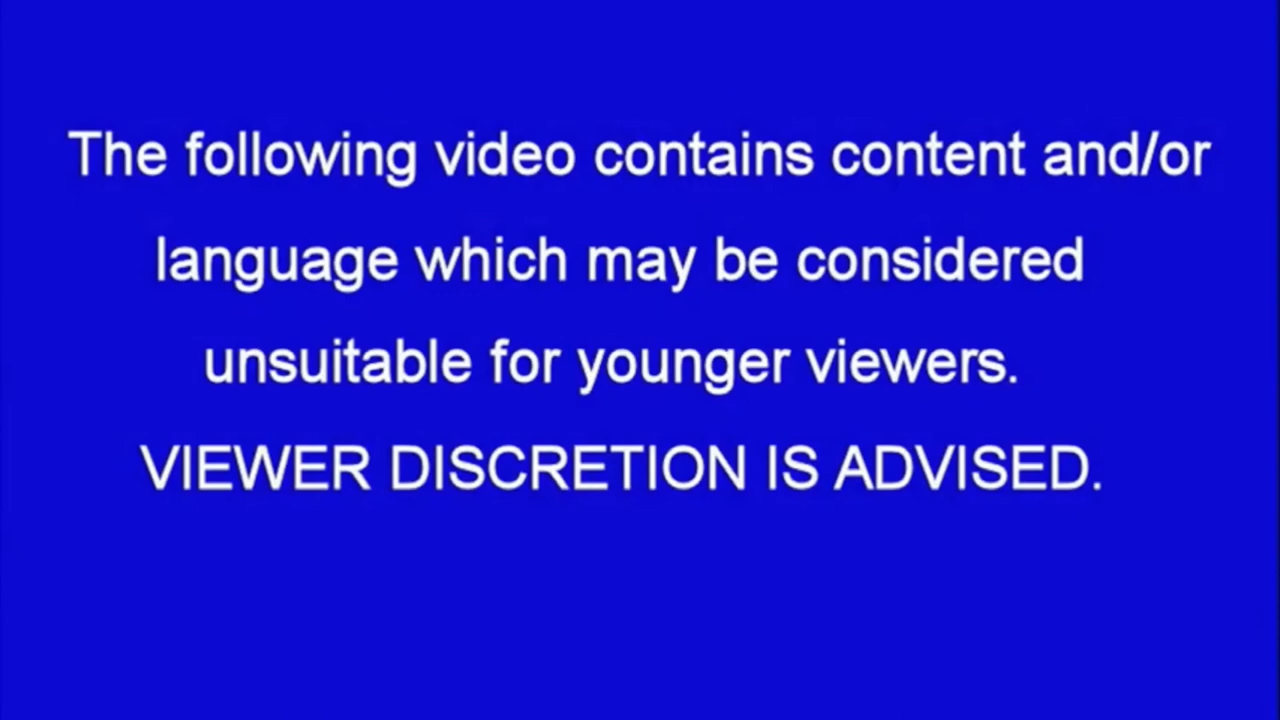 The following video contains content and/or
language which may be considered
unsuitable for younger viewers.
VIEWER DISCRETION IS ADVISED.